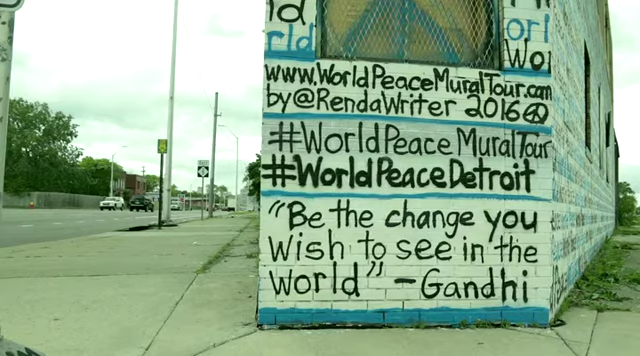 www.WorldPeaceMuralTour.com
by@RendaWriter 2016
#WorldPeaceMuralTour
#WorldPeaceDetroit
"Be the change you
wish to see in the
world" -Gandhi